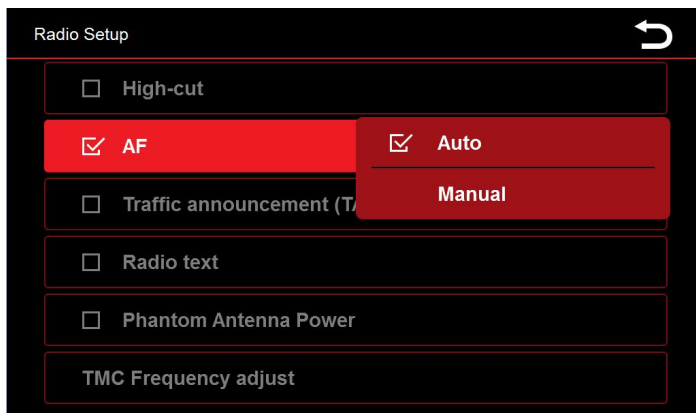 Radio Setup
High-cut
AF
Auto
Manual
Traffic announcement (TA
Radio text
Phantom Antenna Power
TMC Frequency adjust